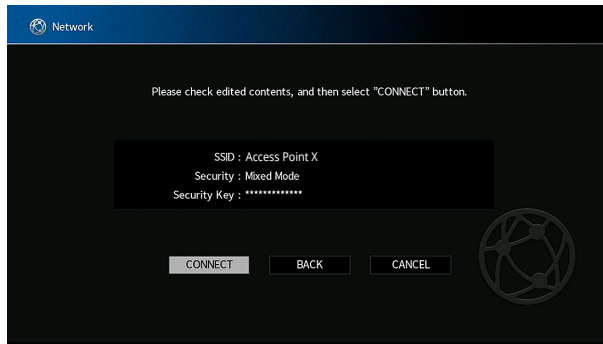 Network
Please check edited contents, and then select "CONNECT" button.
SSID : Access Point X
Security : Mixed Mode
Security Key : *************
CONNECT BACK CANCEL